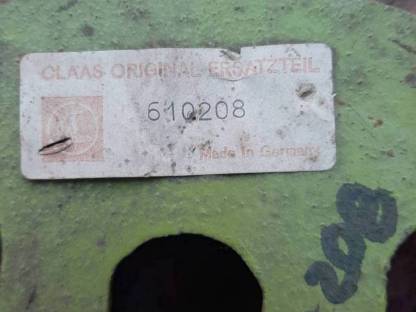 CLAAS ORIGINAL ERSATZTEIL
610208
Made in Germany
208